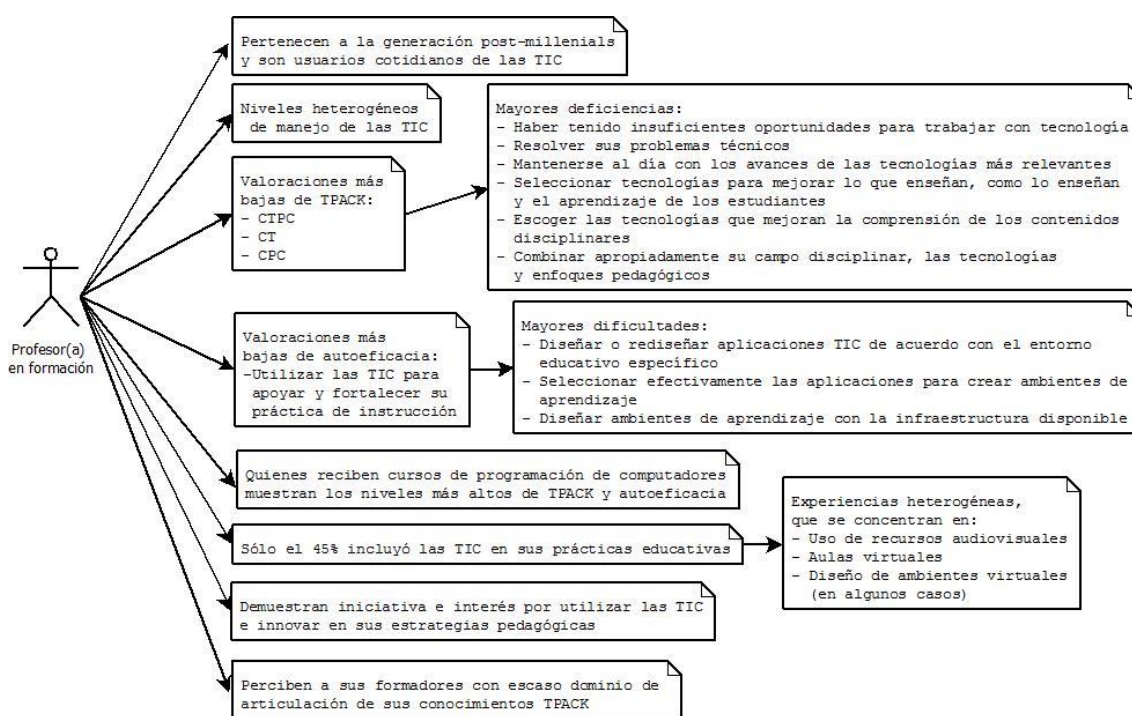 Pertenecen a la generación post-millenials
y son usuarios cotidianos de las TIC
Niveles heterogéneos
de manejo de las TIC
Valoraciones más
bajas de TPACK:
- CTPC
- CT
- CPC
Mayores deficiencias:
- Haber tenido insuficientes oportunidades para trabajar con tecnología
- Resolver sus problemas técnicos
- Mantenerse al día con los avances de las tecnologías más relevantes
- Seleccionar tecnologías para mejorar lo que enseñan, como lo enseñan
y el aprendizaje de los estudiantes
- Escoger las tecnologías que mejoran la comprensión de los contenidos
disciplinares
- Combinar apropiadamente su campo disciplinar, las tecnologías
y enfoques pedagógicos
Profesor(a)
en formación
Valoraciones más
bajas de autoeficacia:
-Utilizar las TIC para
apoyar y fortalecer su
práctica de instrucción
Mayores dificultades:
- Diseñar o rediseñar aplicaciones TIC de acuerdo con el entorno
educativo específico
- Seleccionar efectivamente las aplicaciones para crear ambientes de
aprendizaje
- Diseñar ambientes de aprendizaje con la infraestructura disponible
Quienes reciben cursos de programación de computadores
muestran los niveles más altos de TPACK y autoeficacia
Sólo el 45% incluyó las TIC en sus prácticas educativas
Experiencias heterogéneas,
que se concentran en:
- Uso de recursos audiovisuales
- Aulas virtuales
- Diseño de ambientes virtuales
(en algunos casos)
Demuestran iniciativa e interés por utilizar las TIC
e innovar en sus estrategias pedagógicas
Perciben a sus formadores con escaso dominio de
articulación de sus conocimientos TPACK